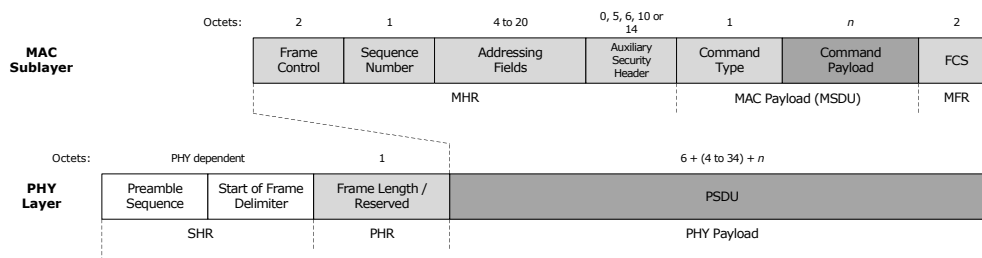 Octets: 2 1 4 to 20 0, 5, 6, 10 or 14 1 n 2
MAC Sublayer
Frame Control
Sequence Number
Addressing Fields
Auxiliary Security Header
Command Type
Command Payload
FCS
MHR MAC Payload (MSDU) MFR
Octets: PHY dependent 1 6 + (4 to 34) + n
PHY Layer
Preamble Sequence
Start of Frame Delimiter
Frame Length / Reserved
PSDU
SHR PHR PHY Payload